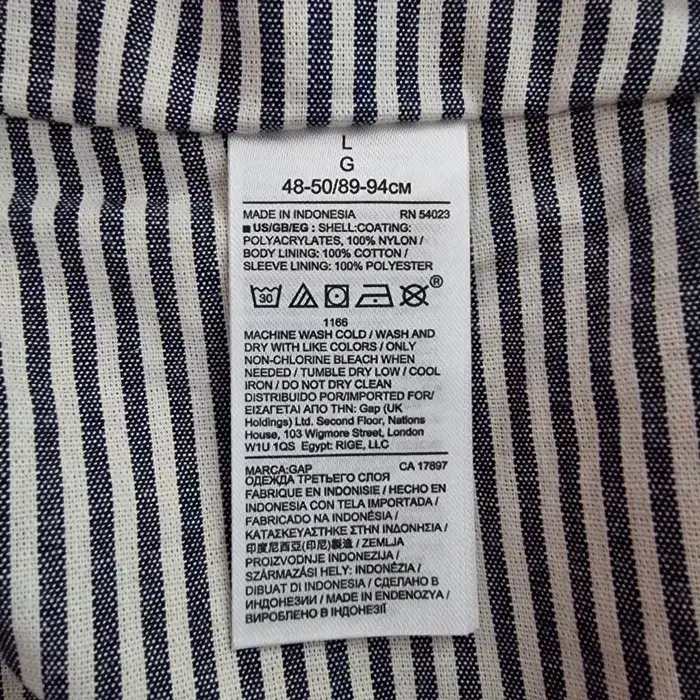 L
G
48-50/89-94CM
MADE IN INDONESIA RN 54023
■ US/GB/EG : SHELL:COATING:
POLYACRYLATES, 100% NYLON /
BODY LINING: 100% COTTON /
SLEEVE LINING: 100% POLYESTER
30 ®
1166
MACHINE WASH COLD / WASH AND
DRY WITH LIKE COLORS / ONLY
NON-CHLORINE BLEACH WHEN
NEEDED / TUMBLE DRY LOW / COOL
IRON / DO NOT DRY CLEAN
DISTRIBUTED FOR/IMPORTED FOR/
ΕΙΣΑΓΕΤΑΙ ΑΠΟ ΤΗΝ: Gap (UK
Holdings) Ltd. Second Floor, Nations
House, 103 Wigmore Street, London
W1U 1QS Egypt: RIGE, LLC
MARCA:GAP CA 17897
ОДЕЖДА ТРЕТЬЕГО СЛОЯ
FABRIQUE EN INDONISIE / HECHO EN
INDONESIA CON TELA IMPORTADA /
FABRICADO NA INDONÉSIA /
ΚΑΤΑΣΚΕΥΑΣΤΗΚΕ ΣΤΗΝ ΙΝΔΟΝΗΣΙΑ /
印度尼西亞(印尼)製造 / ZEMLJA
PROIZVODNJE INDONEZIJA /
SZÁRMAZÁSI HELY: INDONÉZIA /
DIBUAT DI INDONESIA / СДЕЛАНО В
ИНДОНЕЗИИ / MADE IN ENDENOZYA /
ВИРОБЛЕНО В ІНДОНЕЗІЇ